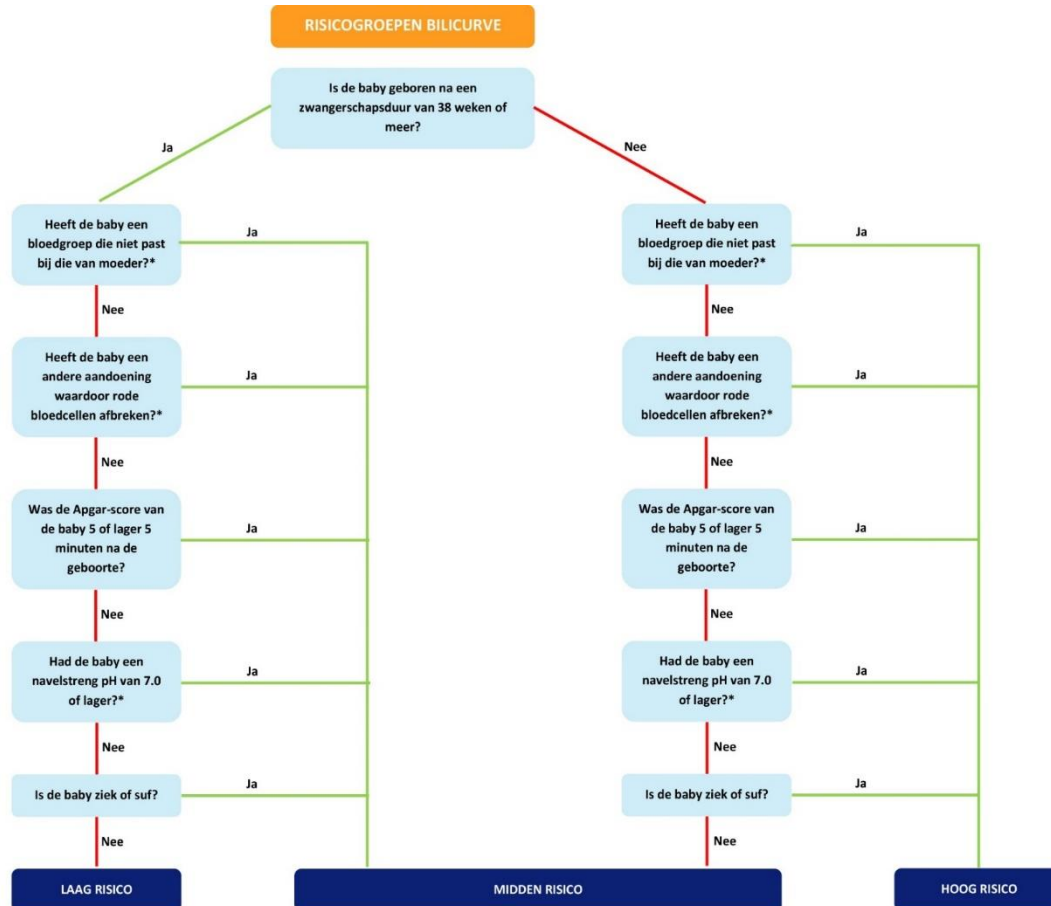 RISICOGROEPEN BILICURVE
Is de baby geboren na een
zwangerschapsduur van 38 weken of
meer?
Ja
Nee
Heeft de baby een
bloedgroep die niet past
bij die van moeder?*
Ja
Nee
Heeft de baby een
andere aandoening
waardoor rode
bloedcellen afbreken?*
Ja
Nee
Was de Apgar-score van
de baby 5 of lager 5
minuten na de
geboorte?
Ja
Nee
Had de baby een
navelstreng pH van 7.0
of lager?*
Ja
Nee
Is de baby ziek of suf?
Ja
Nee
Heeft de baby een
bloedgroep die niet past
bij die van moeder?*
Ja
Nee
Heeft de baby een
andere aandoening
waardoor rode
bloedcellen afbreken?*
Ja
Nee
Was de Apgar-score van
de baby 5 of lager 5
minuten na de
geboorte?
Ja
Nee
Had de baby een
navelstreng pH van 7.0
of lager?*
Ja
Nee
Is de baby ziek of suf?
Ja
Nee
LAAG RISICO
MIDDEN RISICO
HOOG RISICO